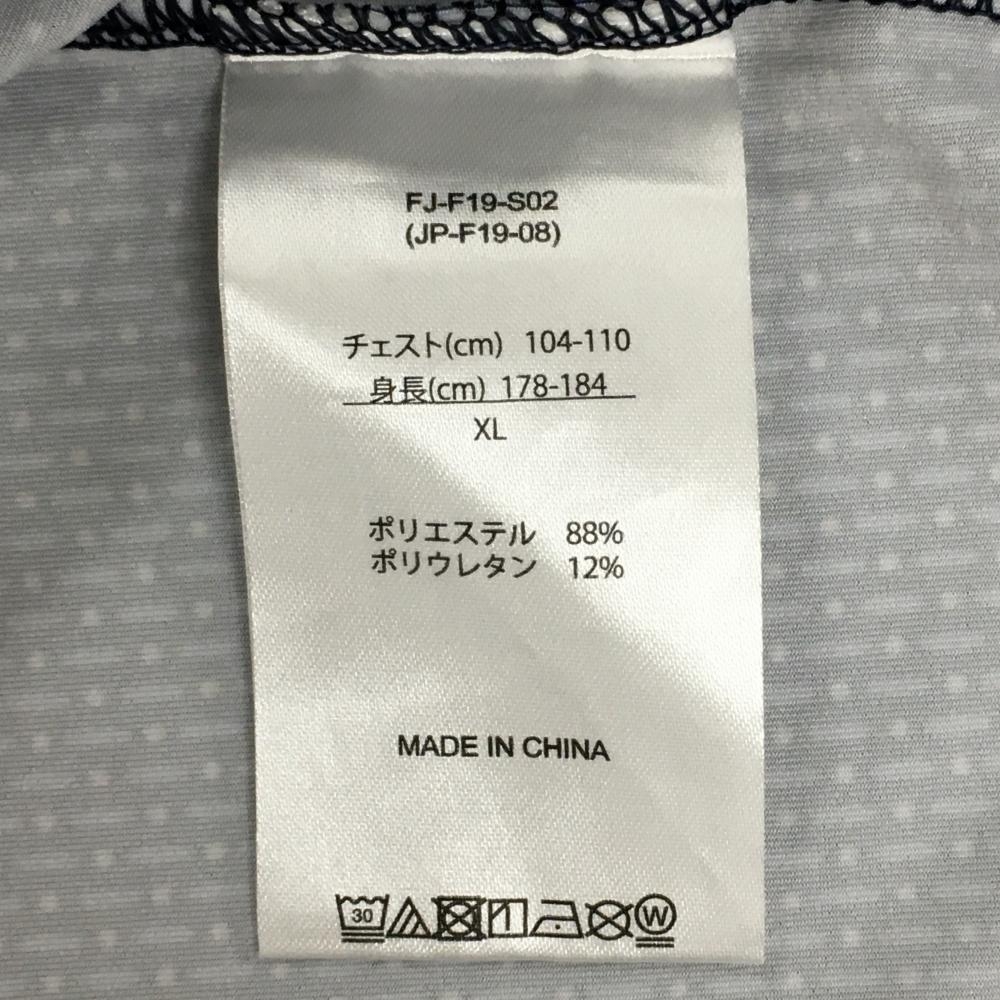 FJ-F19-S02
(JP-F19-08)
チェスト(cm) 104-110
身長(cm) 178-184
XL
ポリエステル 88%
ポリウレタン 12%
MADE IN CHINA
30
W